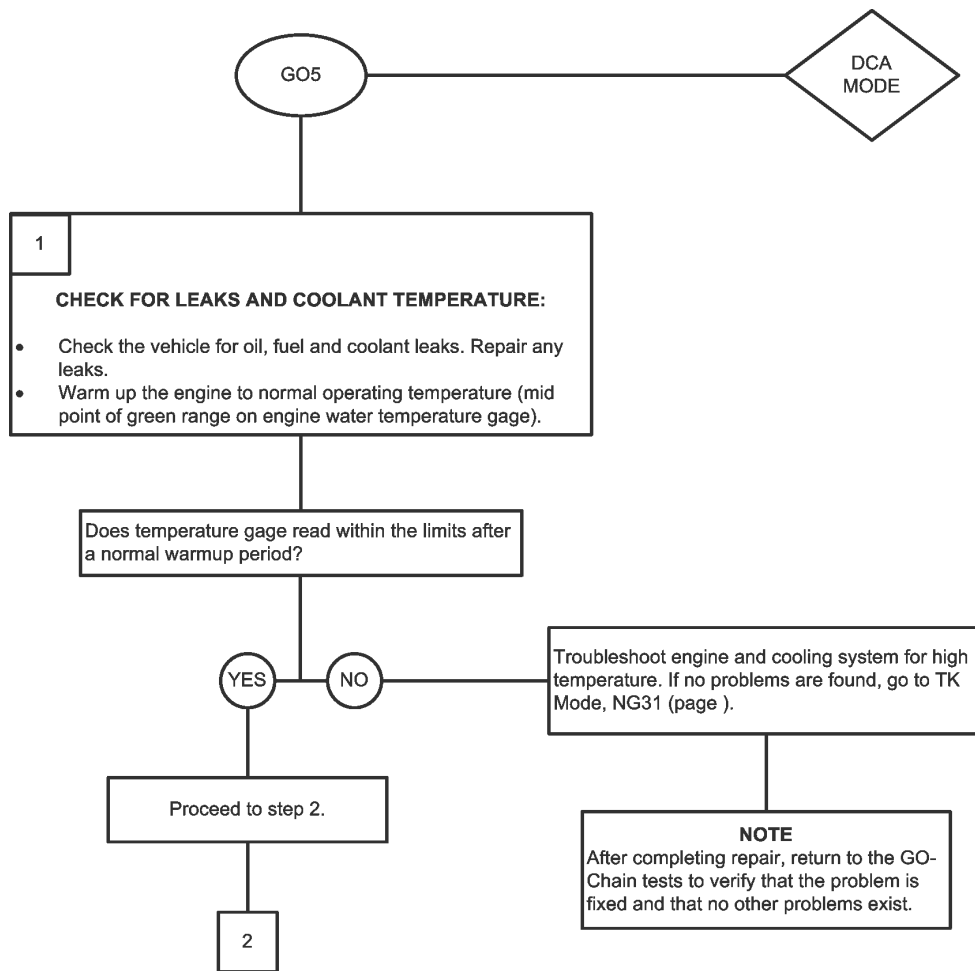 GO5
DCA
MODE
1
CHECK FOR LEAKS AND COOLANT TEMPERATURE:
• Check the vehicle for oil, fuel and coolant leaks. Repair any
leaks.
• Warm up the engine to normal operating temperature (mid
point of green range on engine water temperature gage).
Does temperature gage read within the limits after
a normal warmup period?
YES
NO
Troubleshoot engine and cooling system for high
temperature. If no problems are found, go to TK
Mode, NG31 (page ).
Proceed to step 2.
NOTE
After completing repair, return to the GO-
Chain tests to verify that the problem is
fixed and that no other problems exist.
2